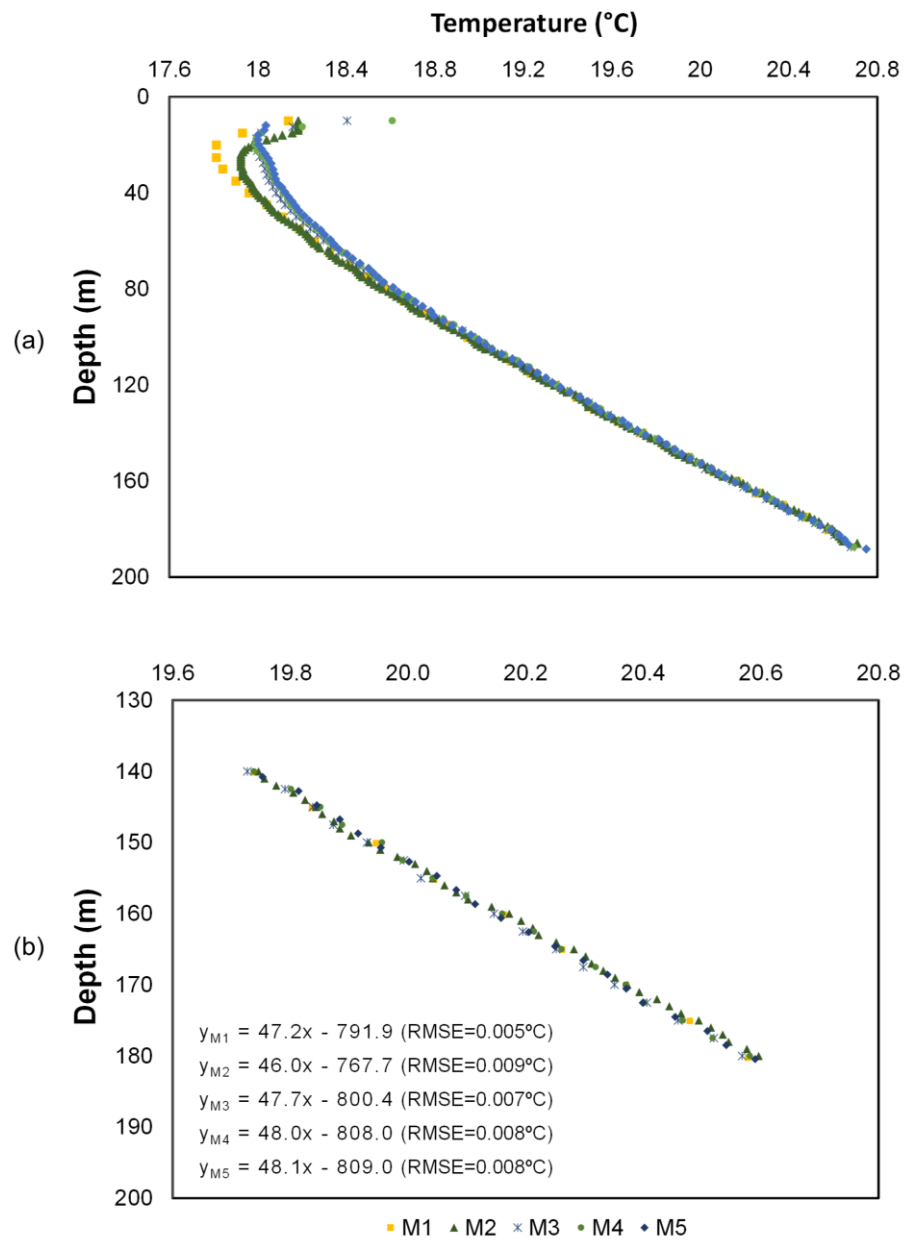 Temperature (°C)
17.6 18 18.4 18.8 19.2 19.6 20 20.4 20.8
0
40
80
120
160
200
Depth (m)
(a)
19.6 19.8 20.0 20.2 20.4 20.6 20.8
130
140
150
160
170
180
190
200
Depth (m)
(b)
yM1 = 47.2x - 791.9 (RMSE=0.005ºC)
yM2 = 46.0x - 767.7 (RMSE=0.009ºC)
yM3 = 47.7x - 800.4 (RMSE=0.007ºC)
yM4 = 48.0x - 808.0 (RMSE=0.008ºC)
yM5 = 48.1x - 809.0 (RMSE=0.008ºC)
M1 M2 M3 M4 M5